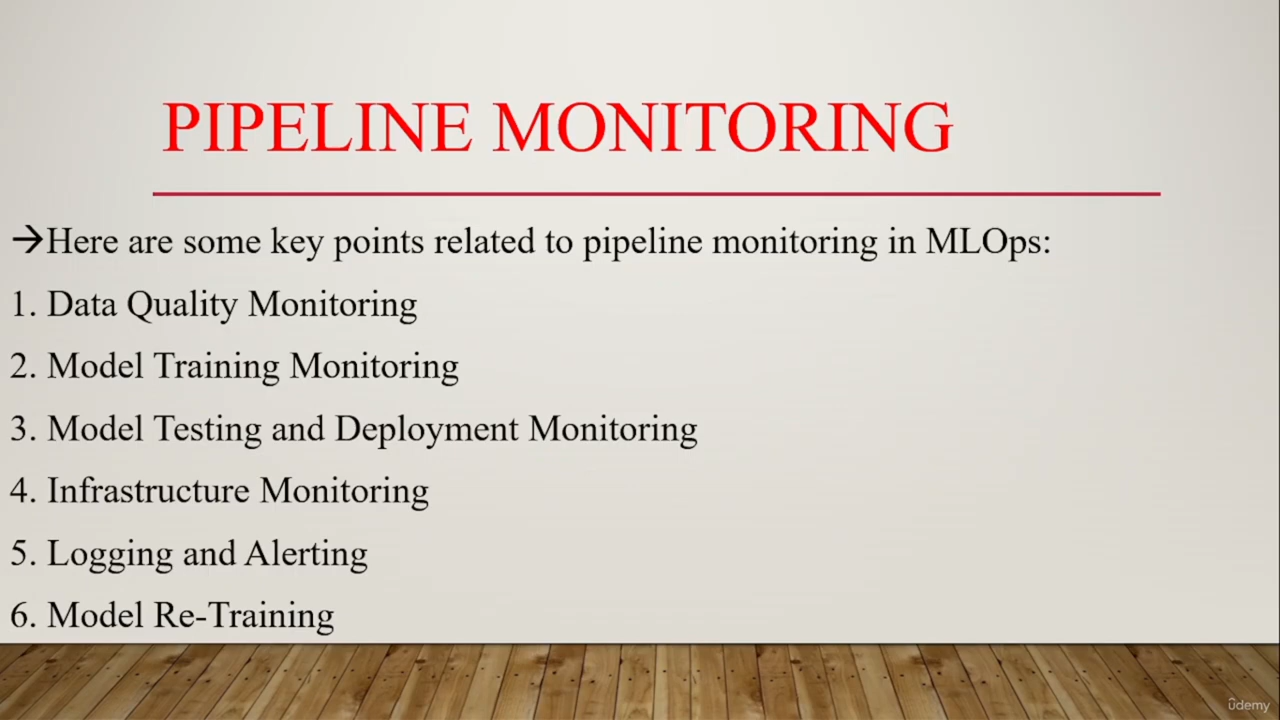 PIPELINE MONITORING
→Here are some key points related to pipeline monitoring in MLOps:
1. Data Quality Monitoring
2. Model Training Monitoring
3. Model Testing and Deployment Monitoring
4. Infrastructure Monitoring
5. Logging and Alerting
6. Model Re-Training
ûdemy